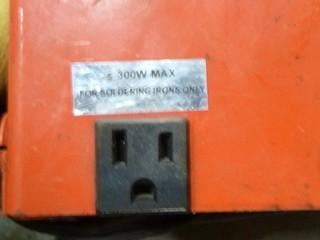 ≤ 300W MAX
FOR SOLDERING IRONS ONLY